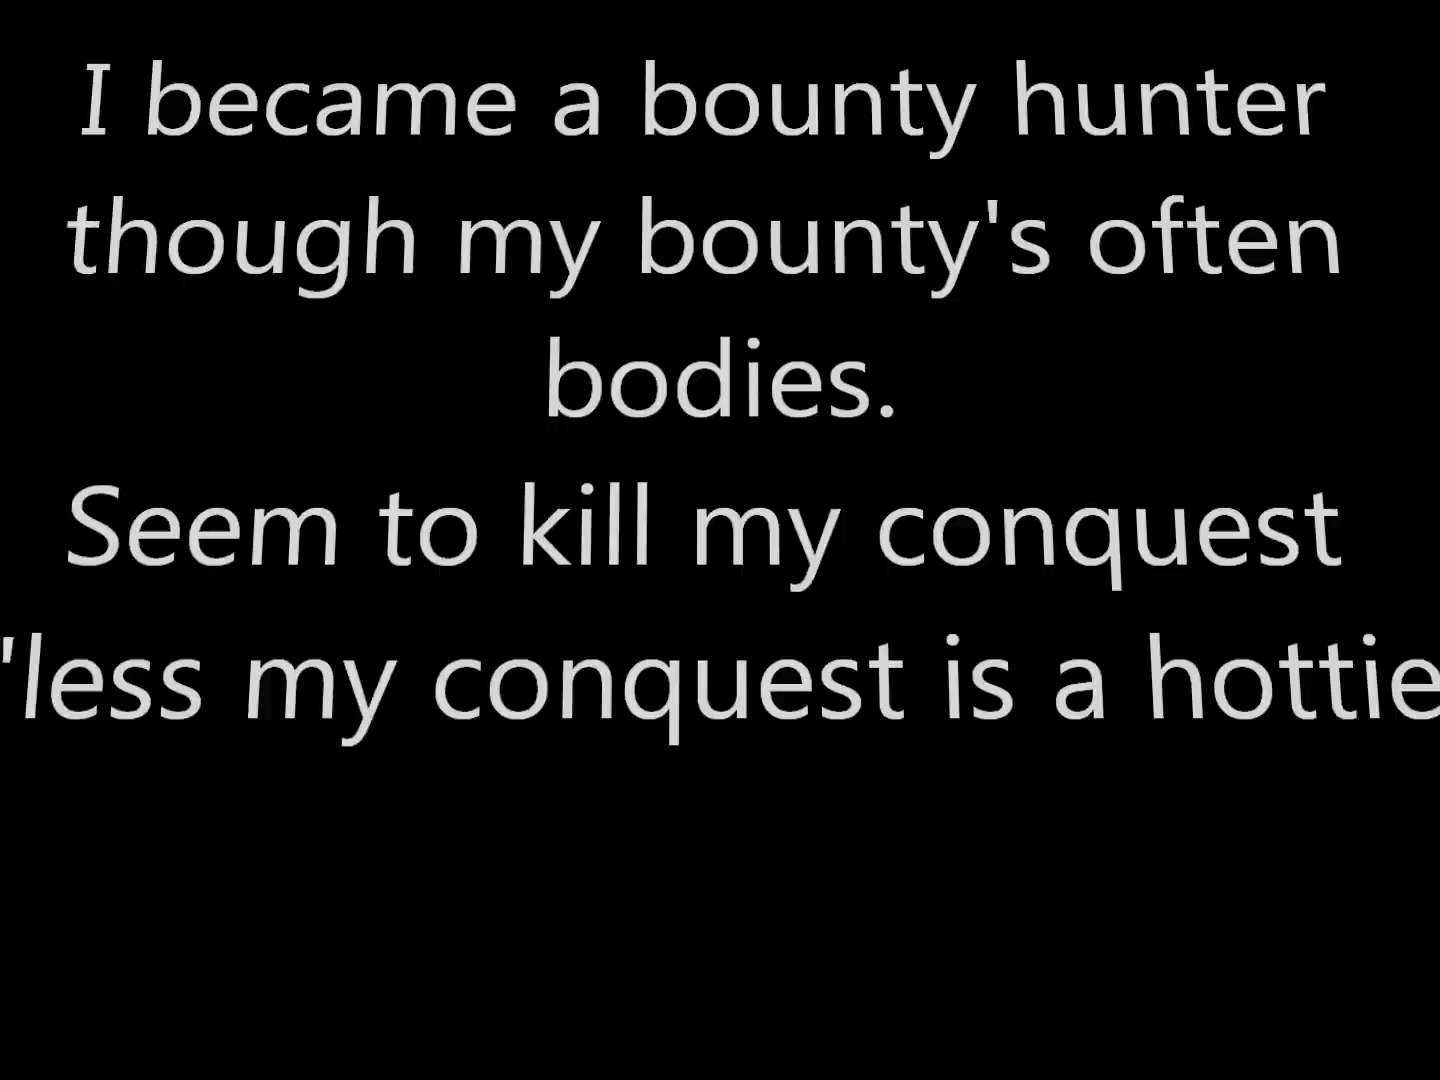 I became a bounty hunter
though my bounty's often
bodies.
Seem to kill my conquest
'less my conquest is a hottie